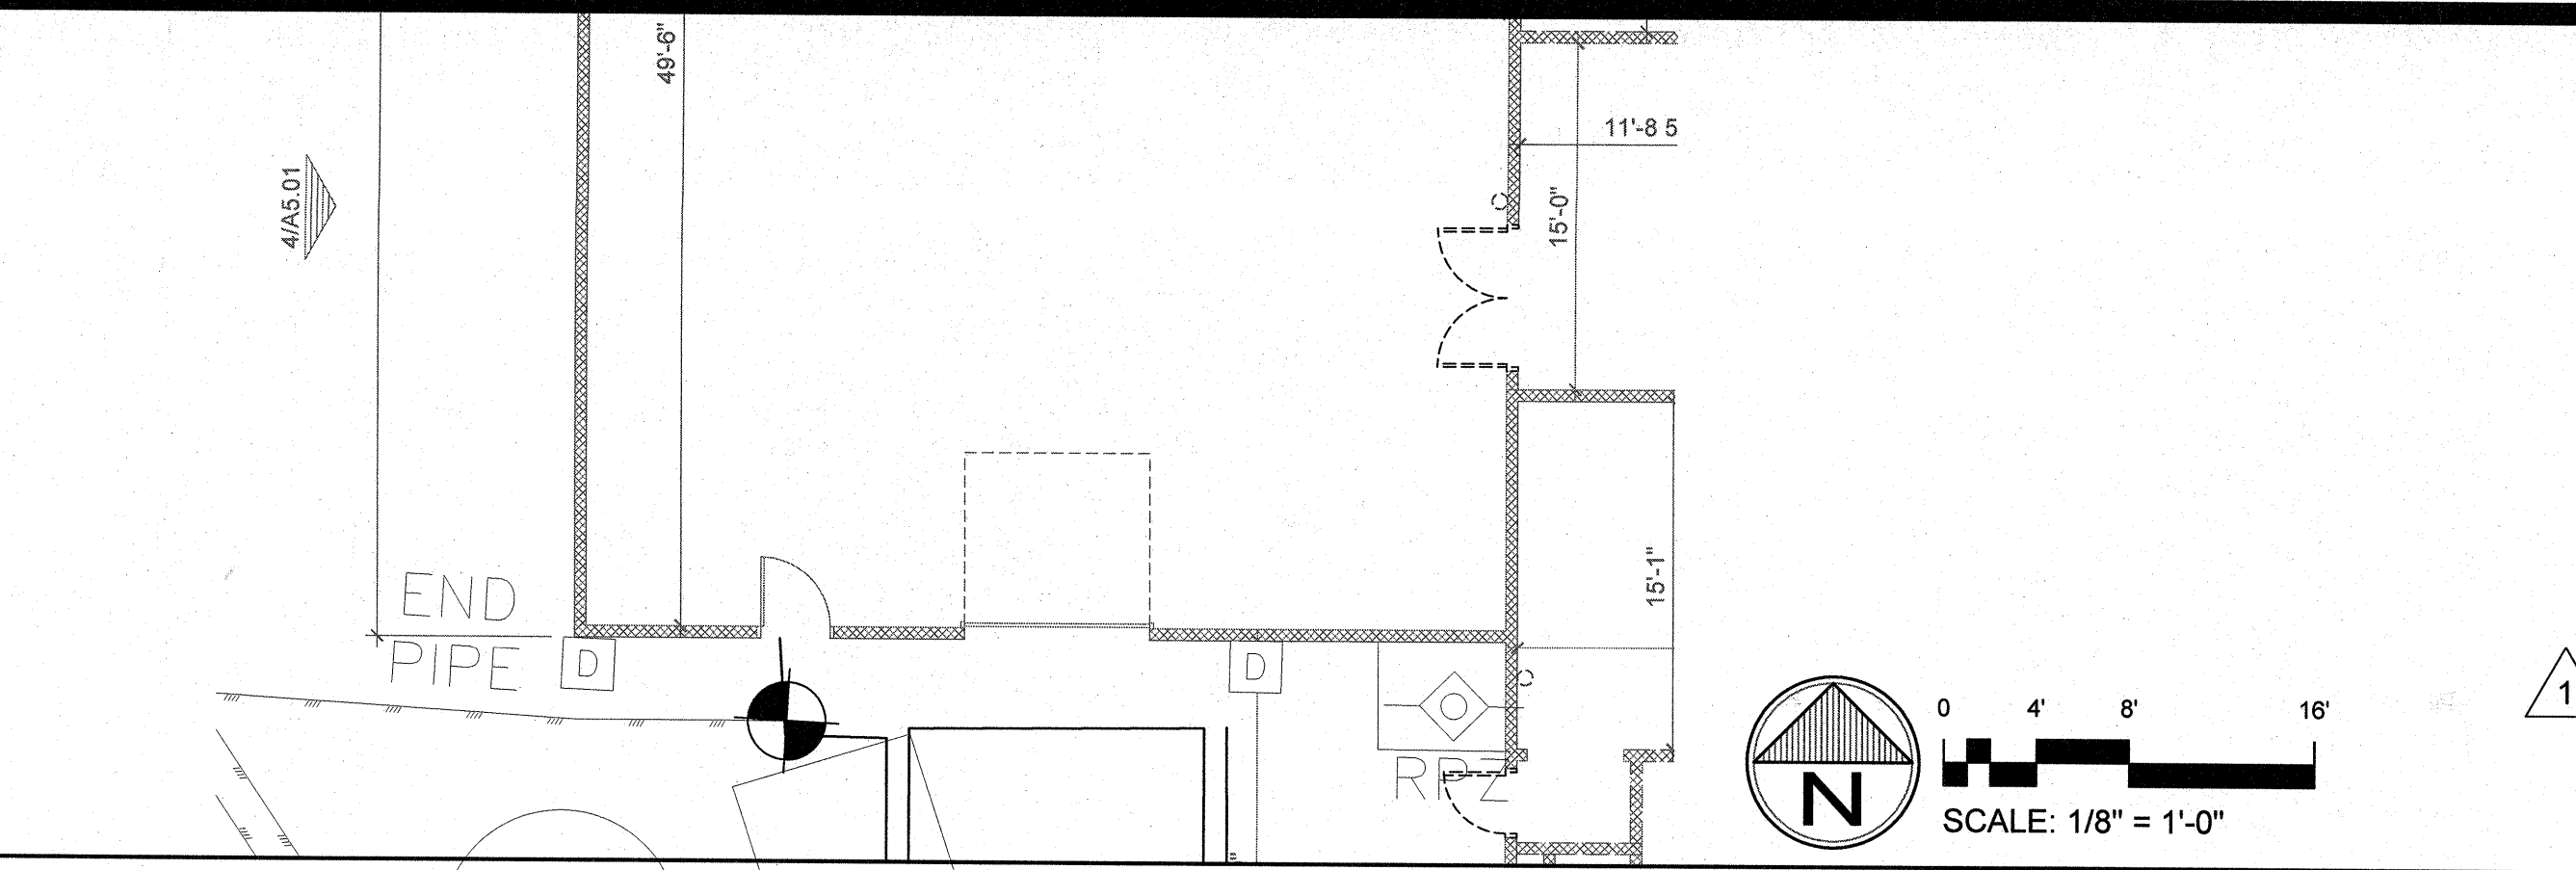 49'-6"
11'-8 5
4/A5.01
15'-0"
15'-1"
END
PIPE
D
D
RPZ
N
0 4' 8' 16'
SCALE: 1/8" = 1'-0"
1